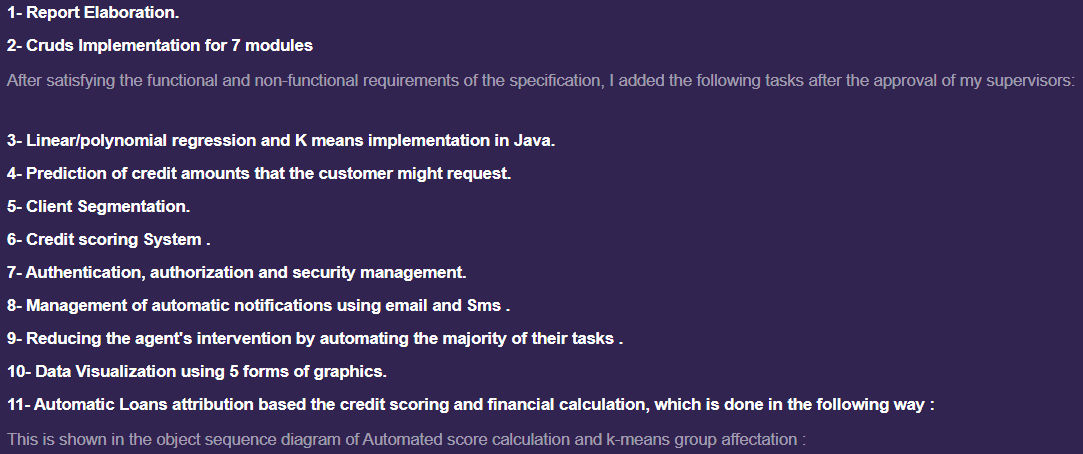 1- Report Elaboration.
2- Cruds Implementation for 7 modules
After satisfying the functional and non-functional requirements of the specification, I added the following tasks after the approval of my supervisors:
3- Linear/polynomial regression and K means implementation in Java.
4- Prediction of credit amounts that the customer might request.
5- Client Segmentation.
6- Credit scoring System .
7- Authentication, authorization and security management.
8- Management of automatic notifications using email and Sms .
9- Reducing the agent's intervention by automating the majority of their tasks .
10- Data Visualization using 5 forms of graphics.
11- Automatic Loans attribution based the credit scoring and financial calculation, which is done in the following way :
This is shown in the object sequence diagram of Automated score calculation and k-means group affectation :